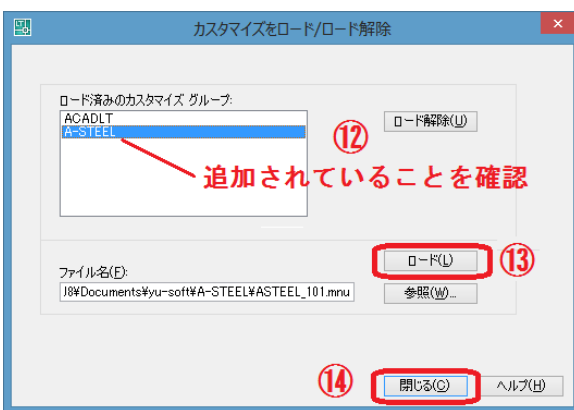 カスタマイズをロード/ロード解除
ロード済みのカスタマイズ グループ:
ACADLT
A-STEEL
⑫
ロード解除(U)
追加されていることを確認
ロード(L)
⑬
ファイル名(F):
J8¥Documents¥yu-soft¥A-STEEL¥ASTEEL_101.mnu
参照(W)...
⑭
閉じる(C)
ヘルプ(H)